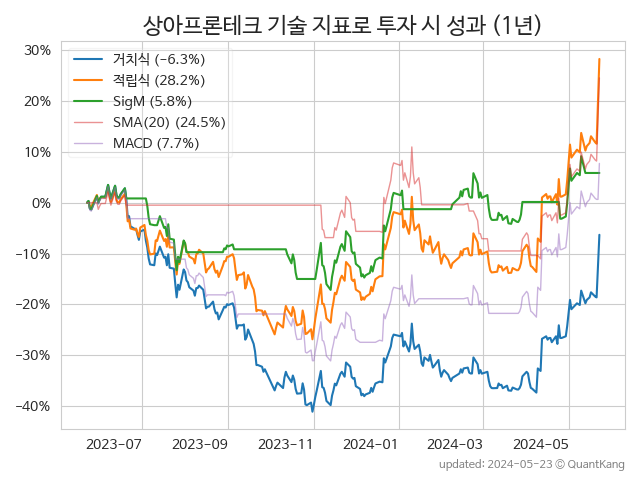 상아프론테크 기술 지표로 투자 시 성과 (1년)
30%
20%
10%
0%
−10%
−20%
−30%
−40%
거치식 (−6.3%)
적립식 (28.2%)
SigM (5.8%)
SMA(20) (24.5%)
MACD (7.7%)
2023−07
2023−09
2023−11
2024−01
2024−03
2024−05
updated: 2024−05−23 ⓒ QuantKang